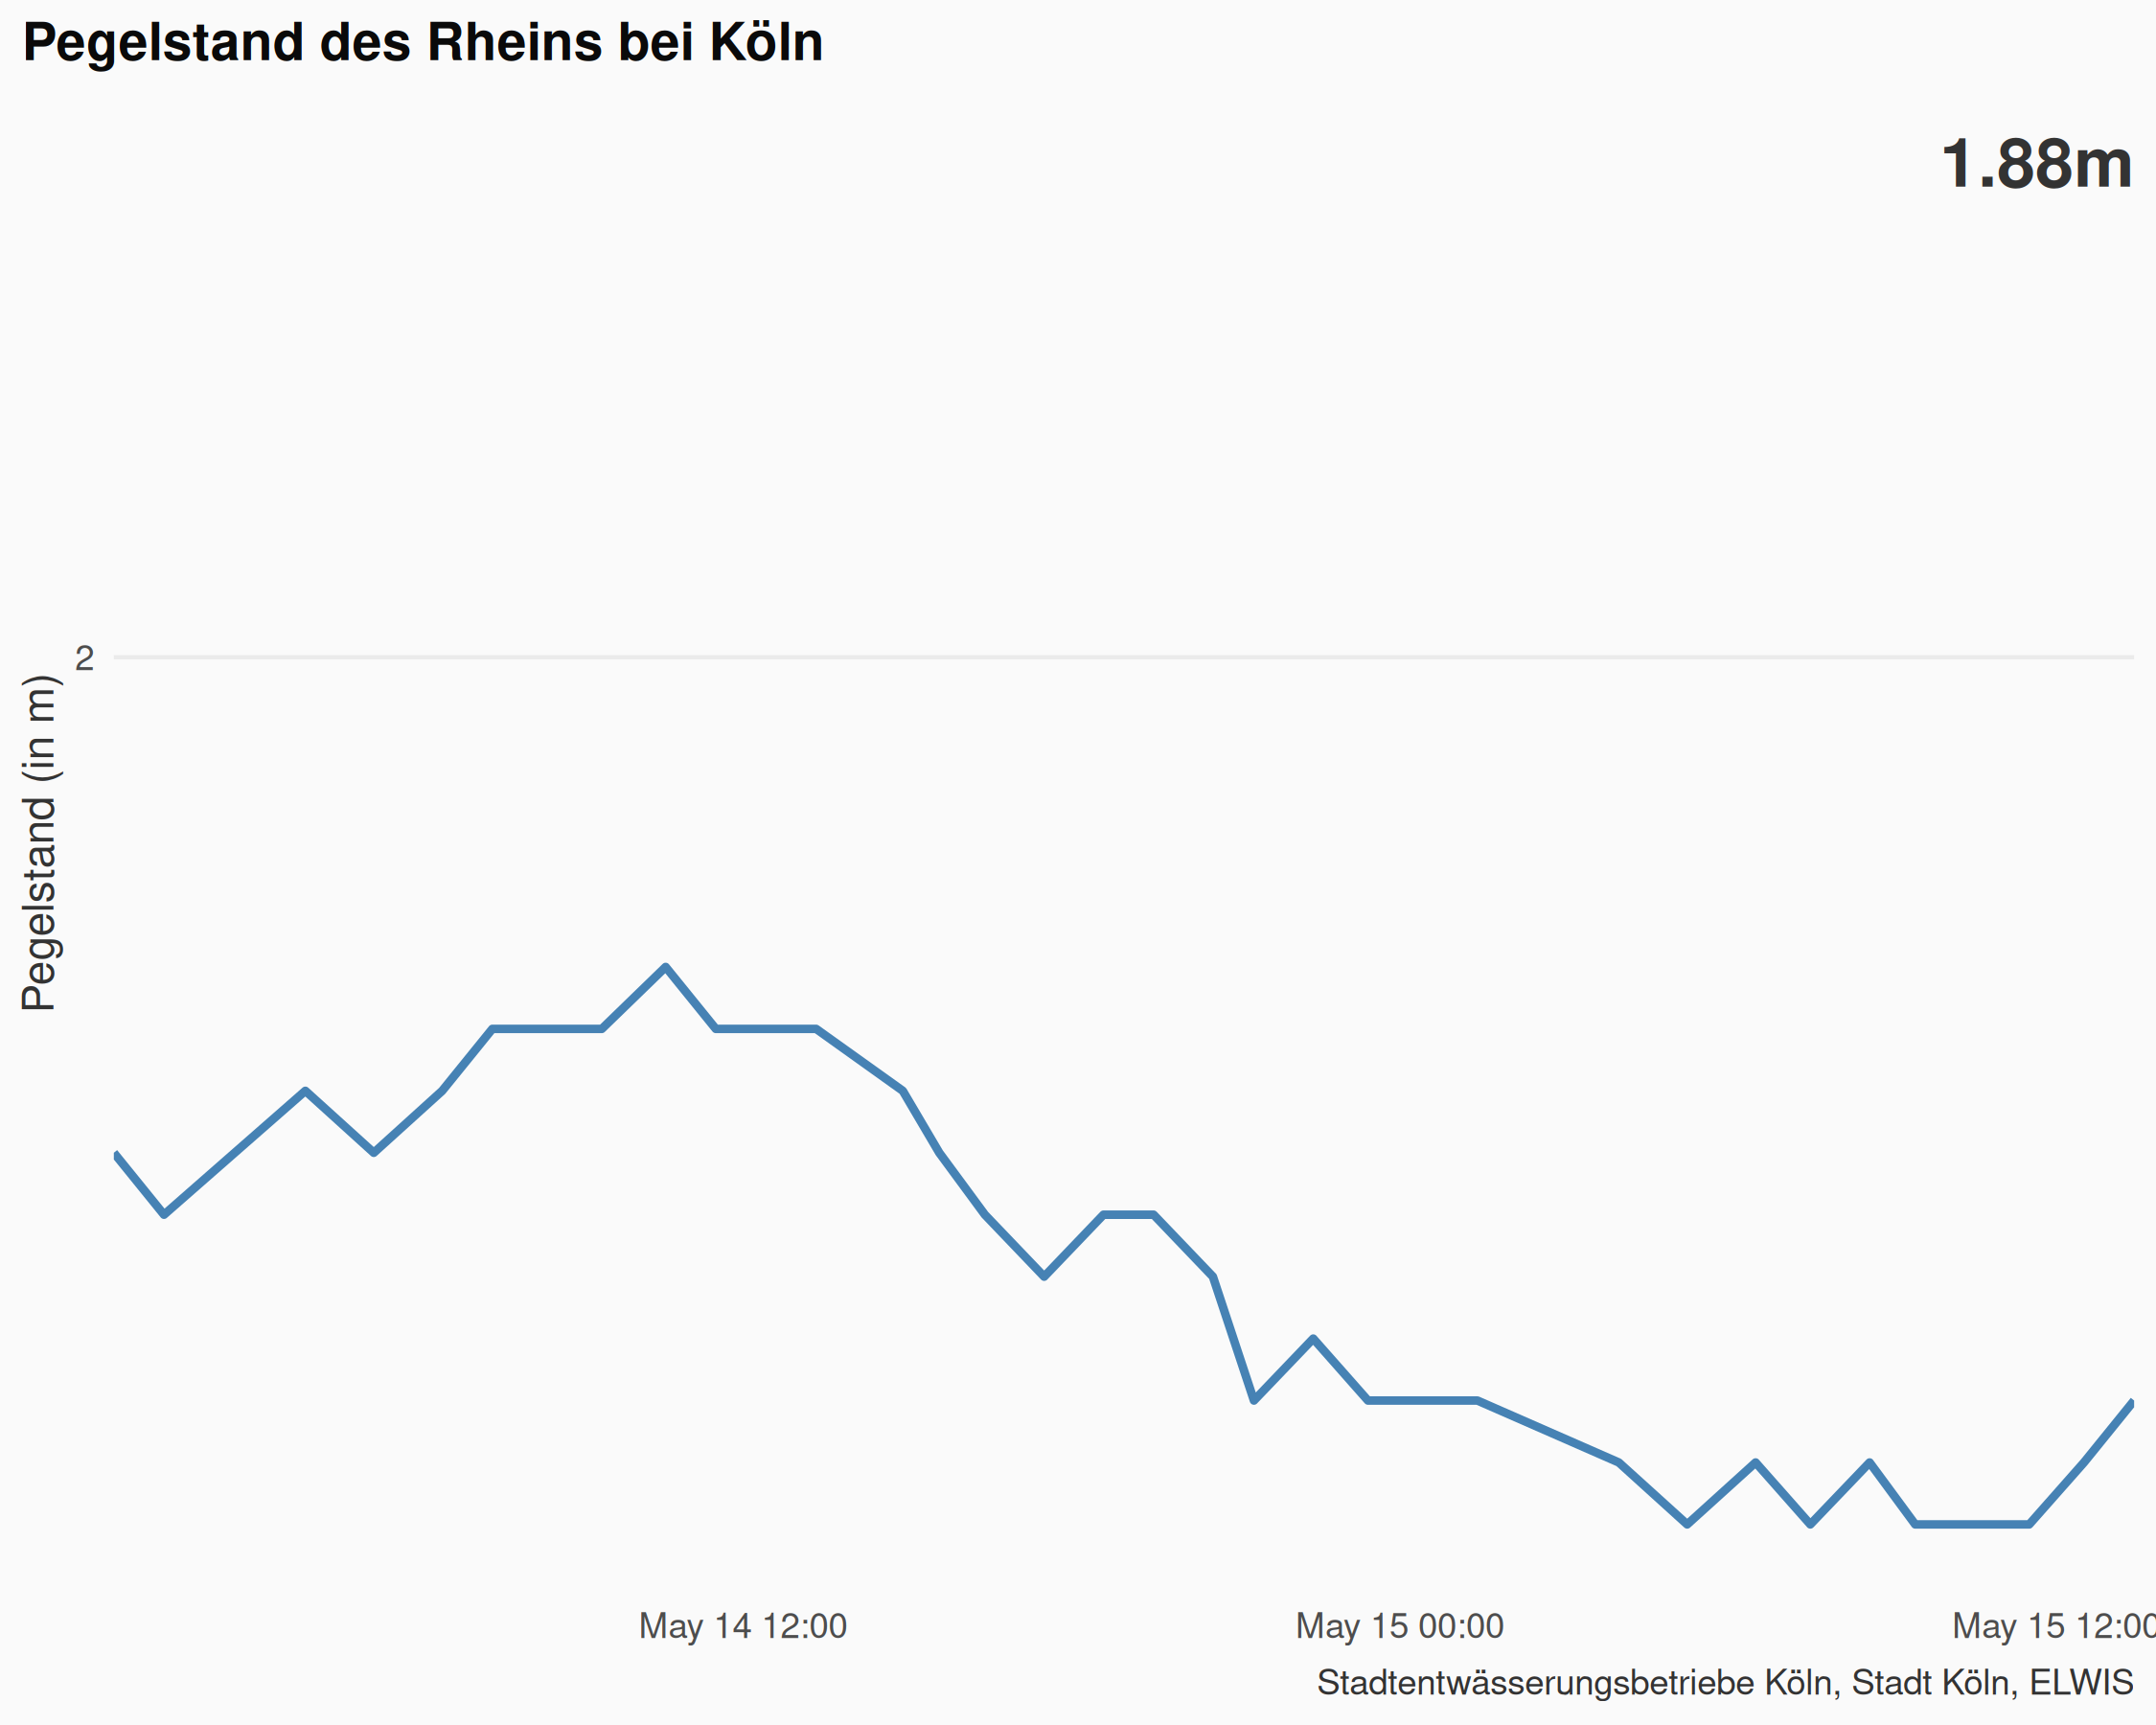 Pegelstand des Rheins bei Köln
1.88m
2
Pegelstand (in m)
May 14 12:00
May 15 00:00
May 15 12:00
Stadtentwässerungsbetriebe Köln, Stadt Köln, ELWIS